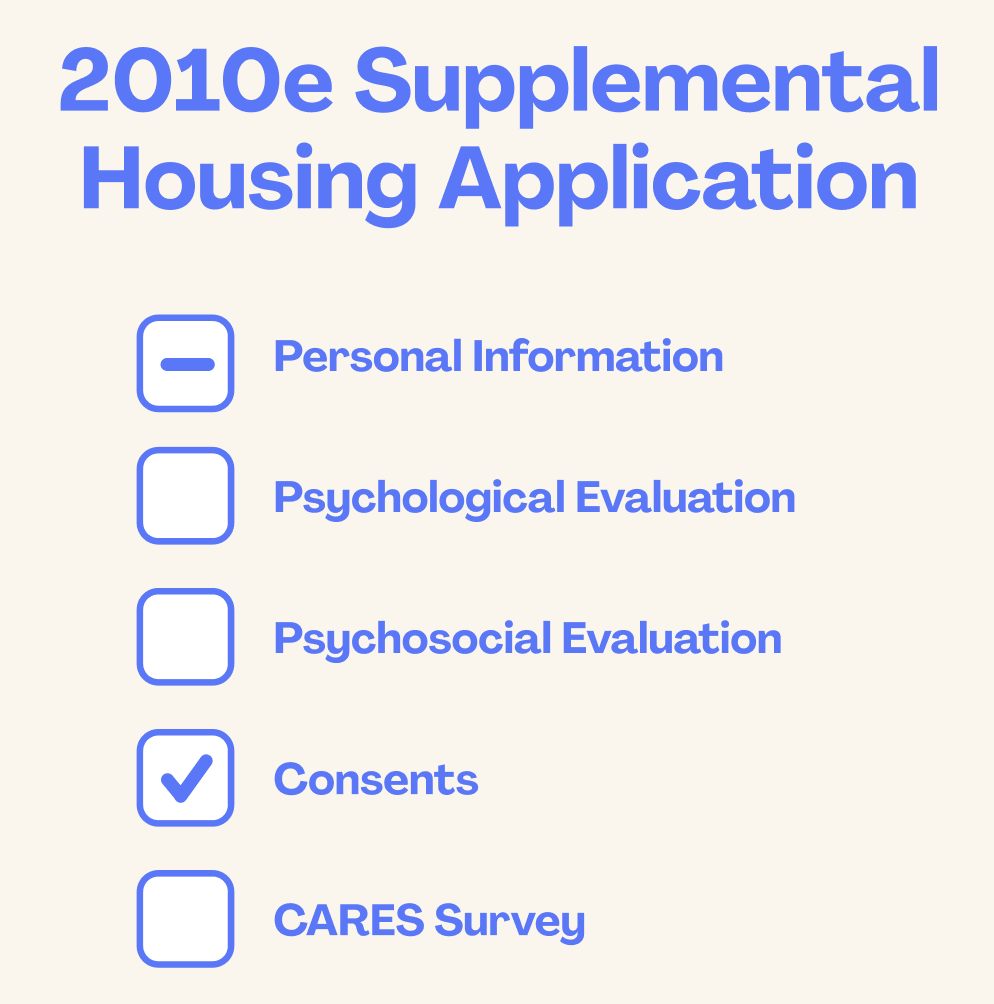 2010e Supplemental
Housing Application
Personal Information
Psychological Evaluation
Psychosocial Evaluation
Consents
CARES Survey